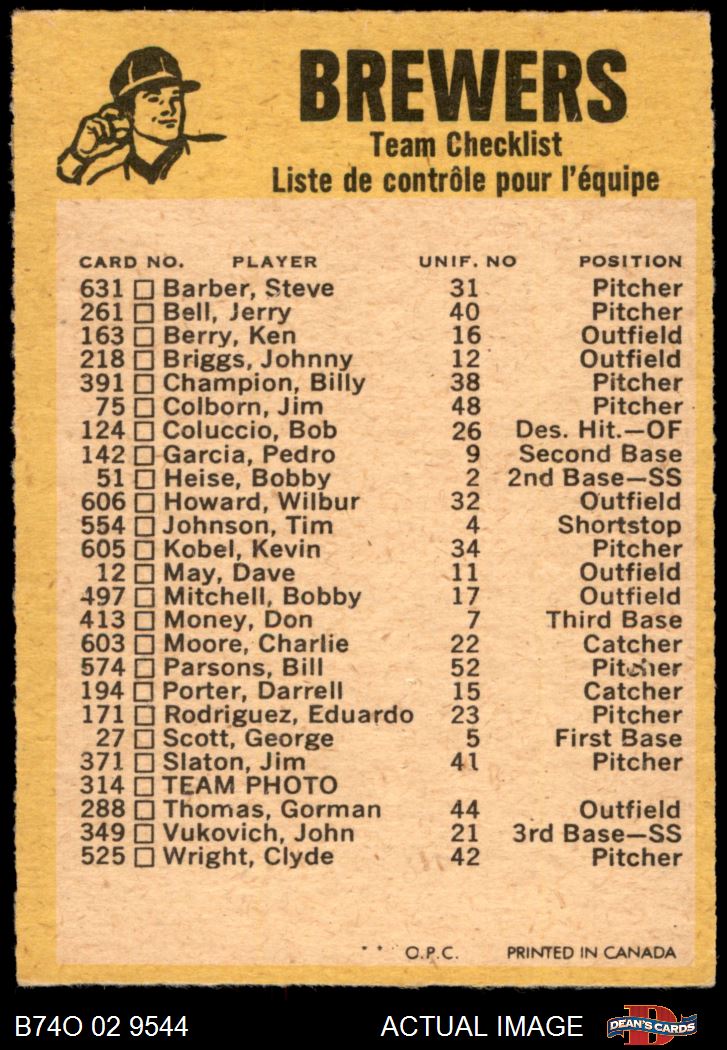 BREWERS
Team Checklist
Liste de contrôle pour l'équipe
CARD NO. PLAYER UNIF. NO POSITION
631 Barber, Steve 31 Pitcher
261 Bell, Jerry 40 Pitcher
163 Berry, Ken 16 Outfield
218 Briggs, Johnny 12 Outfield
391 Champion, Billy 38 Pitcher
75 Colborn, Jim 48 Pitcher
124 Coluccio, Bob 26 Des. Hit.—OF
142 Garcia, Pedro 9 Second Base
51 Heise, Bobby 2 2nd Base—SS
606 Howard, Wilbur 32 Outfield
554 Johnson, Tim 4 Shortstop
605 Kobel, Kevin 34 Pitcher
12 May, Dave 11 Outfield
497 Mitchell, Bobby 17 Outfield
413 Money, Don 7 Third Base
603 Moore, Charlie 22 Catcher
574 Parsons, Bill 52 Pitcher
194 Porter, Darrell 15 Catcher
171 Rodriguez, Eduardo 23 Pitcher
27 Scott, George 5 First Base
371 Slaton, Jim 41 Pitcher
314 TEAM PHOTO
288 Thomas, Gorman 44 Outfield
349 Vukovich, John 21 3rd Base—SS
525 Wright, Clyde 42 Pitcher
* * O.P.C. PRINTED IN CANADA
B74O 02 9544 ACTUAL IMAGE DEAN'S CARDS